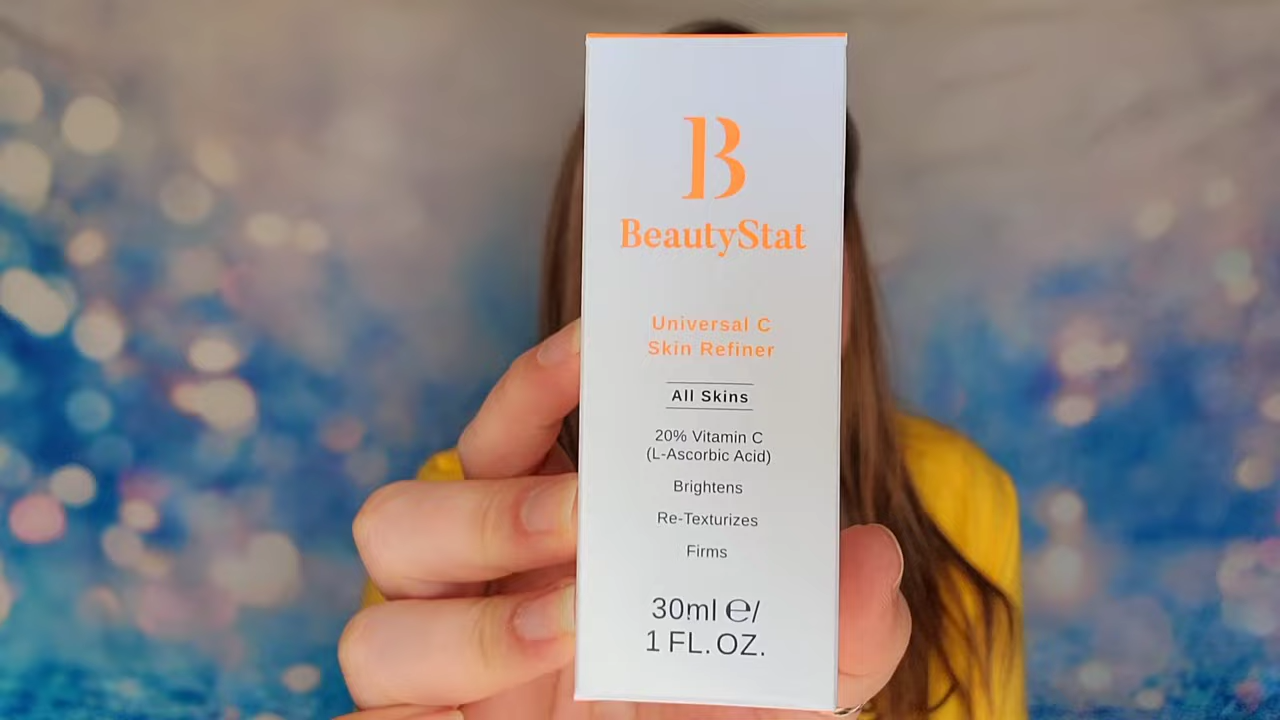 B
BeautyStat
Universal C
Skin Refiner
All Skins
20% Vitamin C
(L-Ascorbic Acid)
Brightens
Re-Texturizes
Firms
30ml ℮/
1 FL. OZ.